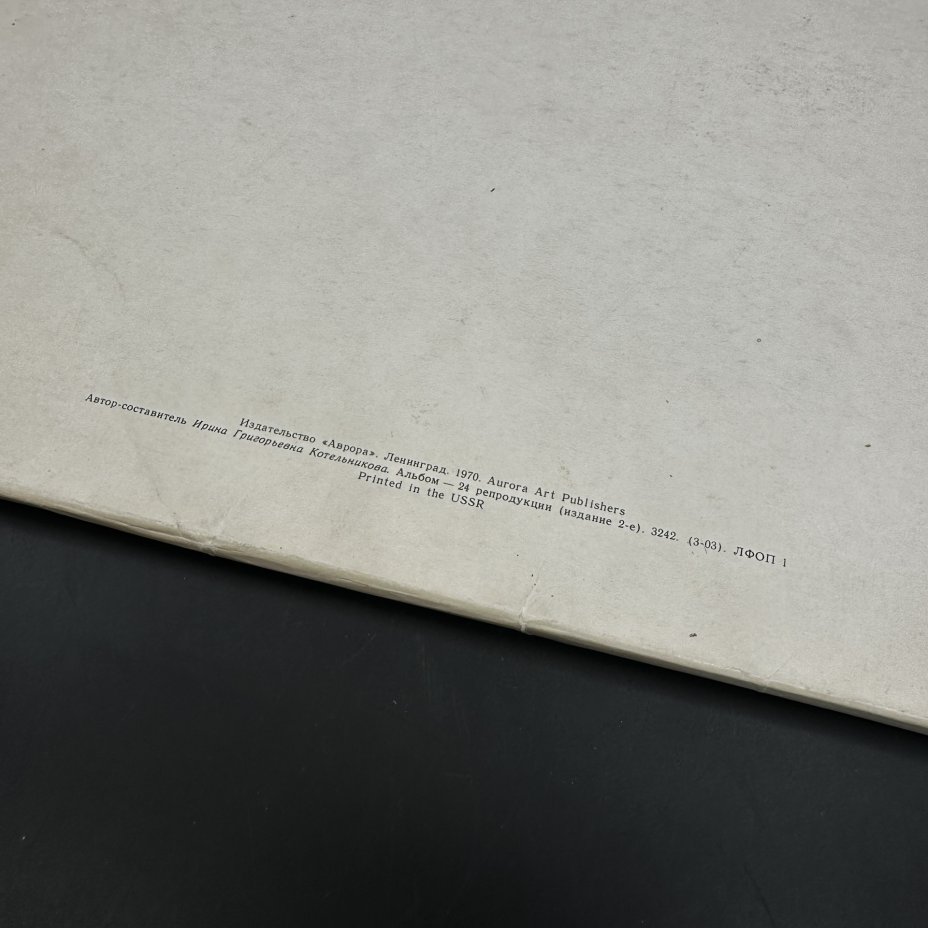 Издательство «Аврора». Ленинград. 1970. Aurora Art Publishers
Автор-составитель Ирина Григорьевна Котельникова. Альбом — 24 репродукции (издание 2-е). 3242. (3-03). ЛФОП 1
Printed in the USSR